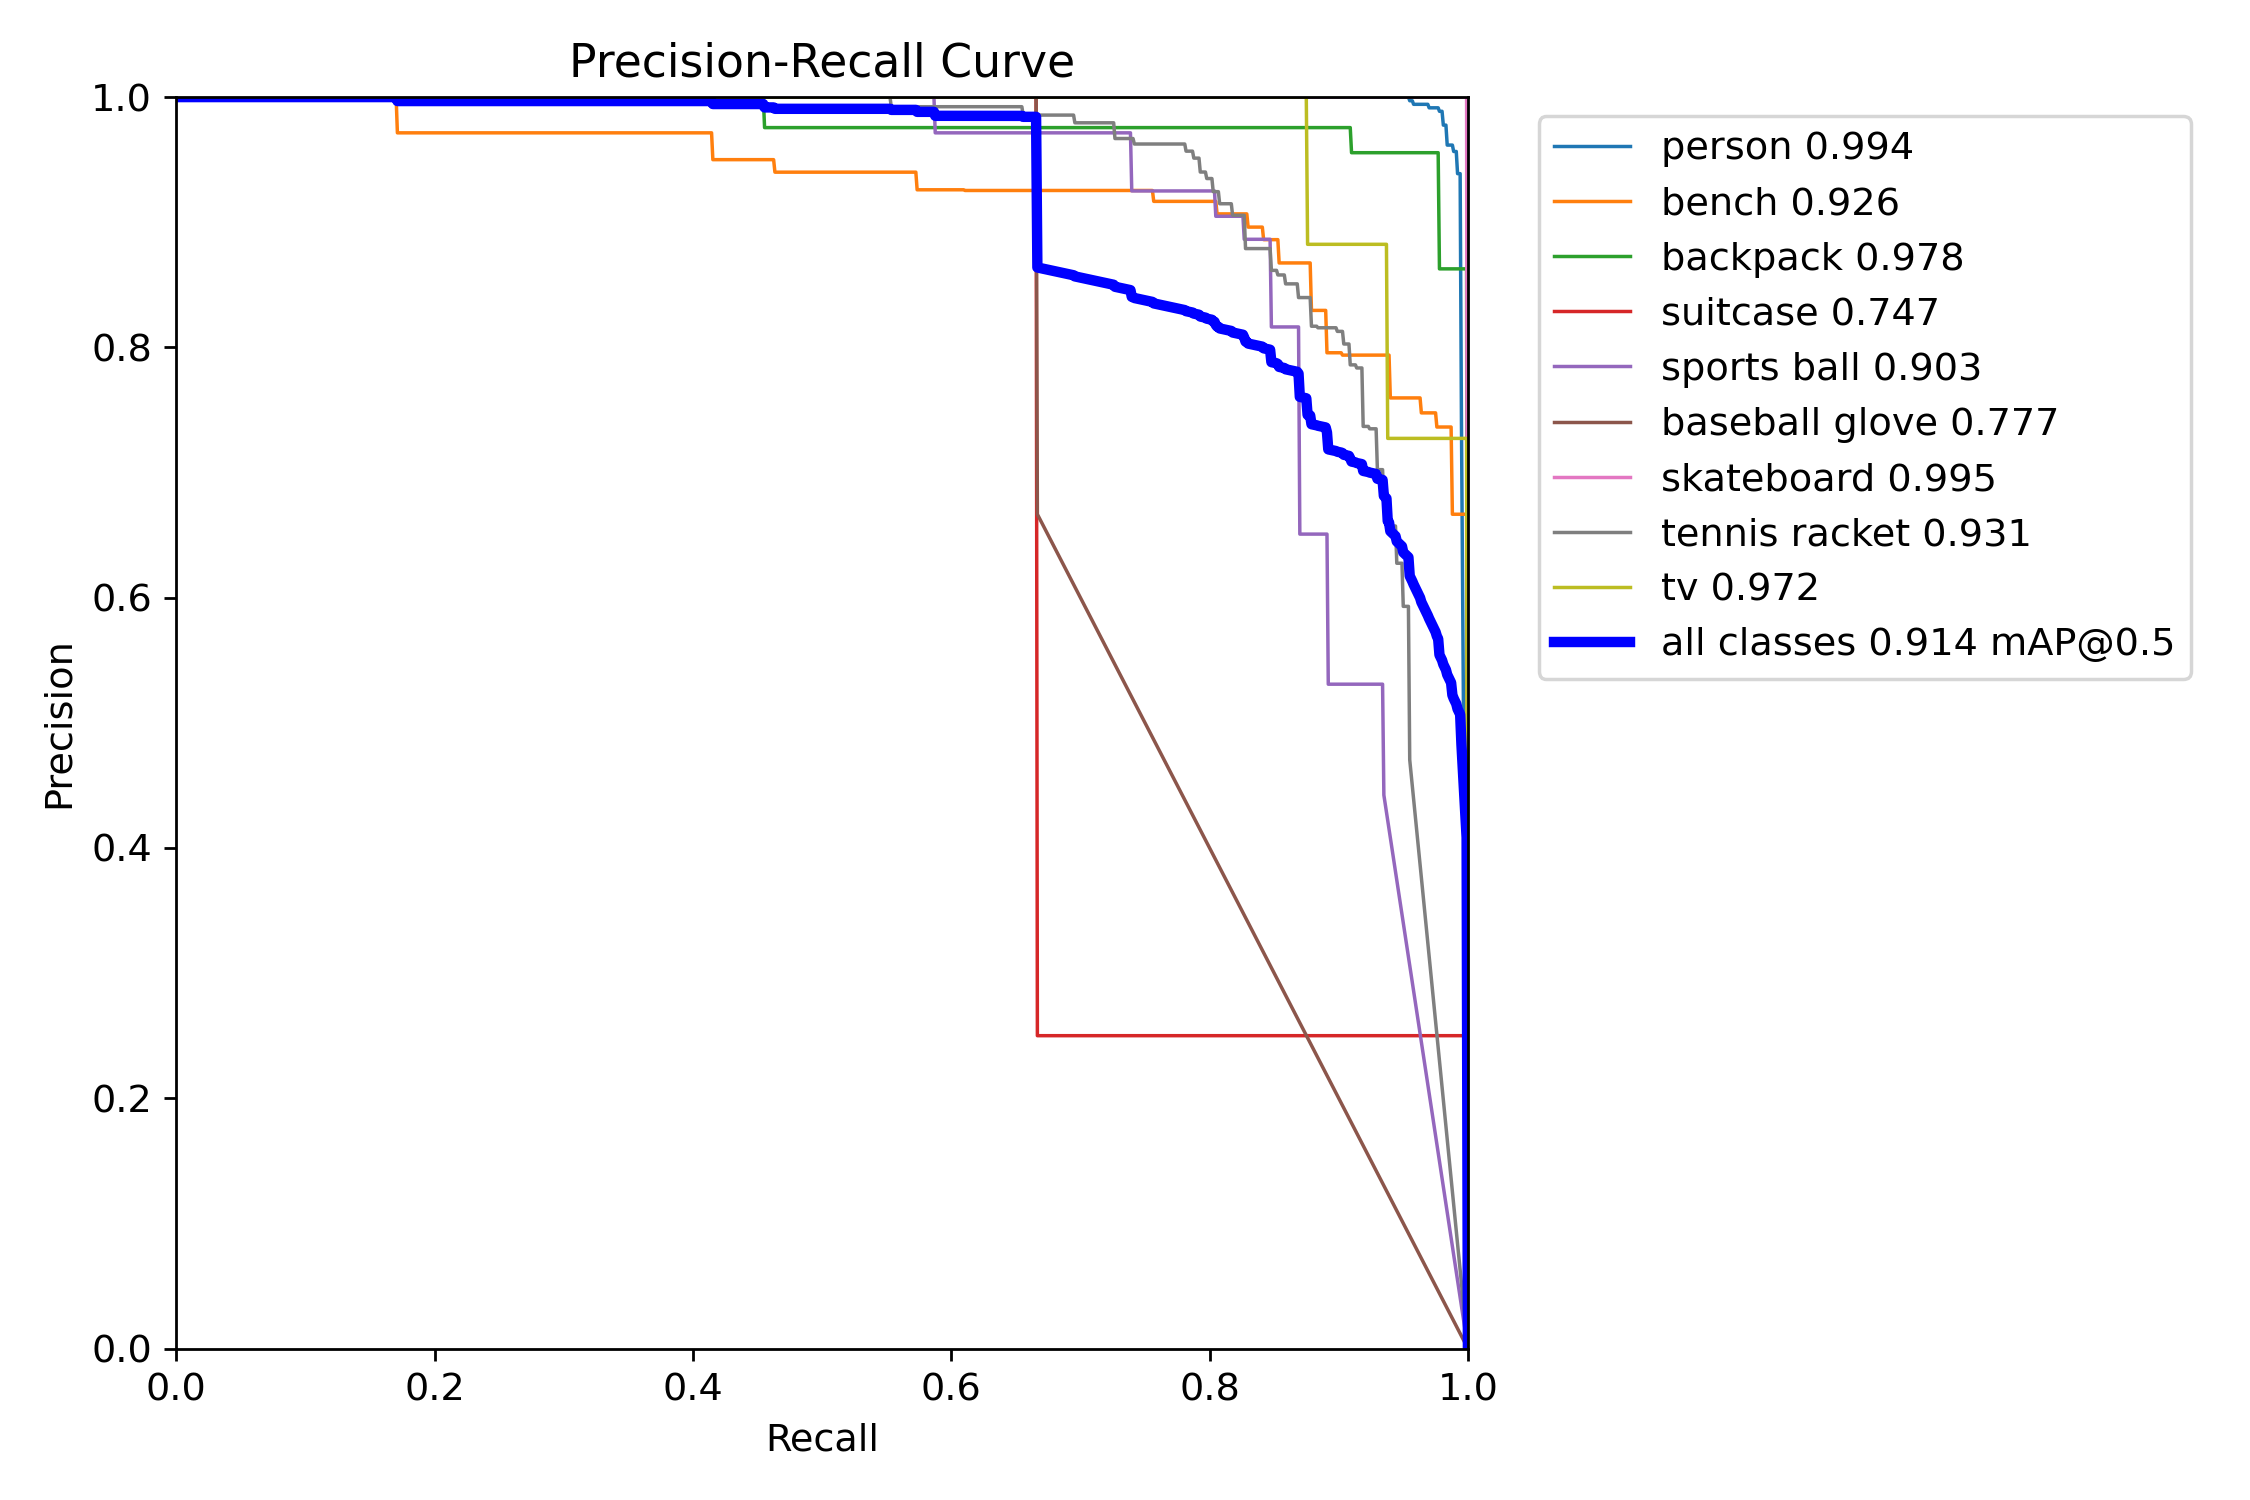 Precision-Recall Curve
1.0
0.8
0.6
0.4
0.2
0.0
Precision
0.0 0.2 0.4 0.6 0.8 1.0
Recall
person 0.994
bench 0.926
backpack 0.978
suitcase 0.747
sports ball 0.903
baseball glove 0.777
skateboard 0.995
tennis racket 0.931
tv 0.972
all classes 0.914 mAP@0.5